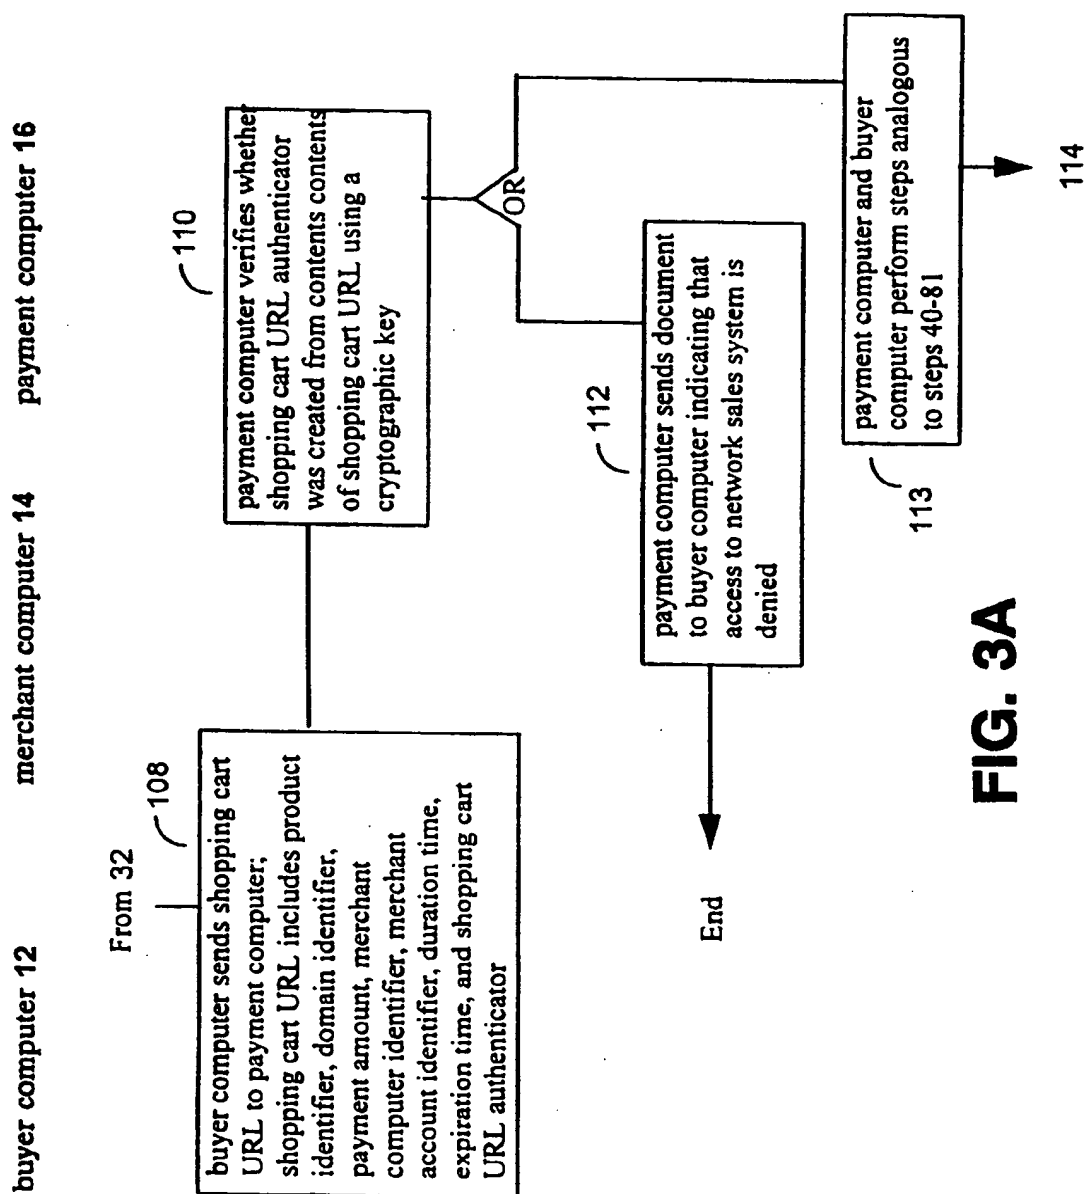 buyer computer 12
merchant computer 14
payment computer 16
From 32
108
buyer computer sends shopping cart
URL to payment computer;
shopping cart URL includes product
identifier, domain identifier,
payment amount, merchant
computer identifier, merchant
account identifier, duration time,
expiration time, and shopping cart
URL authenticator
110
payment computer verifies whether
shopping cart URL authenticator
was created from contents contents
of shopping cart URL using a
cryptographic key
OR
112
payment computer sends document
to buyer computer indicating that
access to network sales system is
denied
End
113
payment computer and buyer
computer perform steps analogous
to steps 40-81
114
FIG. 3A